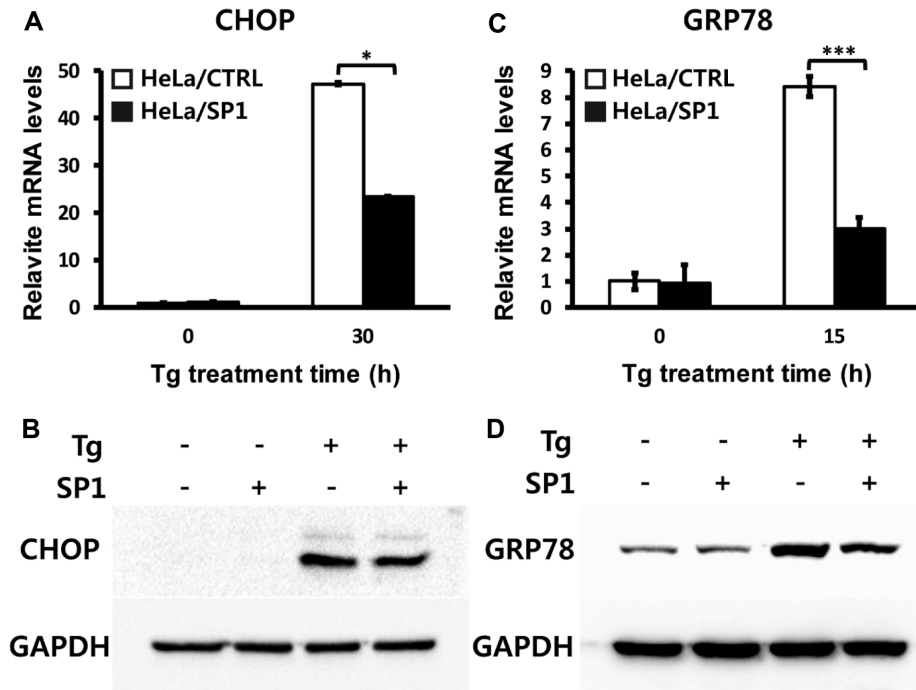 A
CHOP
Relavite mRNA levels
50
40
30
20
10
0
HeLa/CTRL
HeLa/SP1
*
0
30
Tg treatment time (h)
C
GRP78
Relavite mRNA levels
9
8
7
6
5
4
3
2
1
0
HeLa/CTRL
HeLa/SP1
***
0
15
Tg treatment time (h)
B
Tg - - + +
SP1 - + - +
CHOP
GAPDH
D
Tg - - + +
SP1 - + - +
GRP78
GAPDH